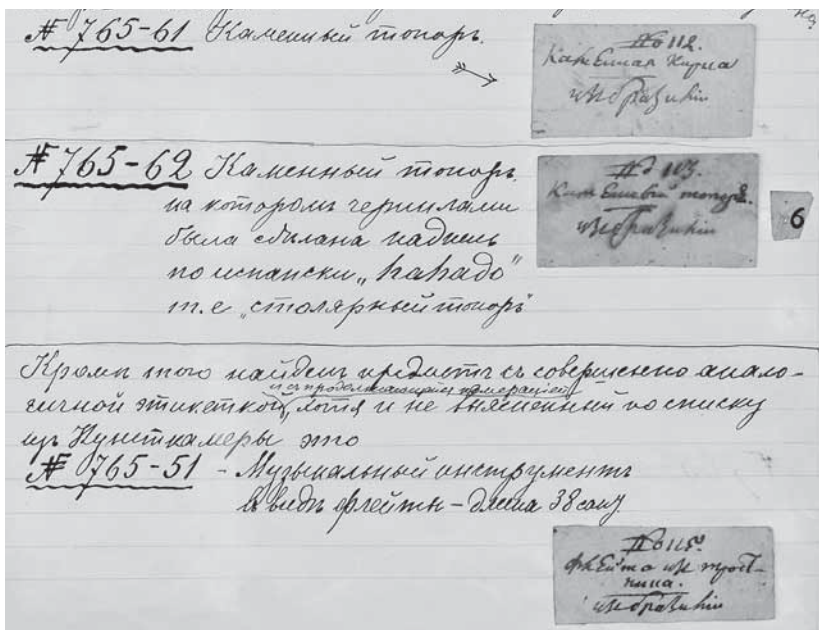 № 765-61 Каменный топоръ.
№ 112.
Каменная Кирка
изъ Бразиліи
№ 765-62 Каменный топоръ
на которомъ чернилами
была сдѣлана надпись
по испански „hahado"
т.е. „столярный топоръ"
№ 113.
Каменный топоръ.
изъ Бразиліи
6
Кромѣ того найденъ предметъ съ совершенно анало-
и съ продолжающейся нумераціей
гичной этикеткой, хотя и не выясненный по списку
изъ Кунсткамеры это
№ 765-51 - Музыкальный инструментъ
въ видѣ флейты - длина 38 сант.
№ 115.
Флейта изъ трост-
ника.
изъ Бразиліи